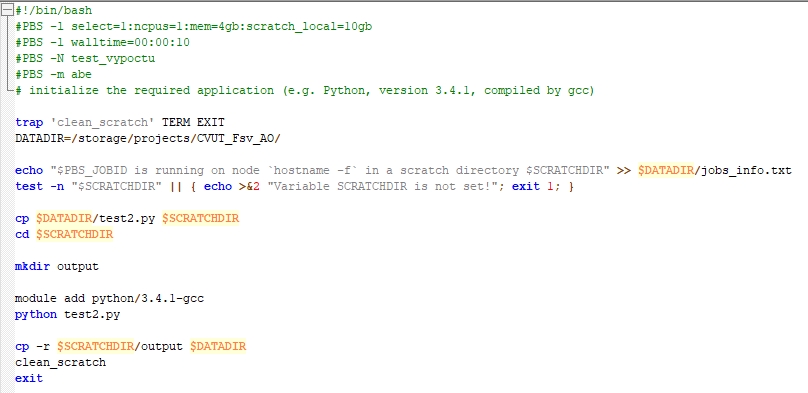 #!/bin/bash
#PBS -l select=1:ncpus=1:mem=4gb:scratch_local=10gb
#PBS -l walltime=00:00:10
#PBS -N test_vypoctu
#PBS -m abe
# initialize the required application (e.g. Python, version 3.4.1, compiled by gcc)
trap 'clean_scratch' TERM EXIT
DATADIR=/storage/projects/CVUT_Fsv_AO/
echo "$PBS_JOBID is running on node `hostname -f` in a scratch directory $SCRATCHDIR" >> $DATADIR/jobs_info.txt
test -n "$SCRATCHDIR" || { echo >&2 "Variable SCRATCHDIR is not set!"; exit 1; }
cp $DATADIR/test2.py $SCRATCHDIR
cd $SCRATCHDIR
mkdir output
module add python/3.4.1-gcc
python test2.py
cp -r $SCRATCHDIR/output $DATADIR
clean_scratch
exit